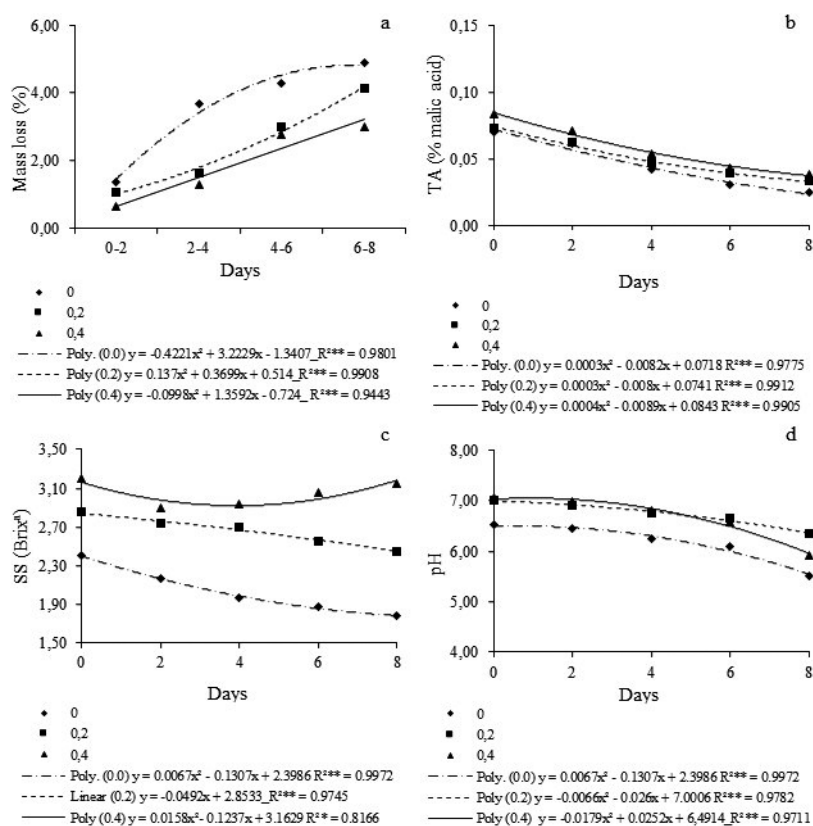 a
6,00
4,00
2,00
0,00
Mass loss (%)
0-2 2-4 4-6 6-8
Days
0
0,2
0,4
Poly. (0.0) y = -0.4221x² + 3.2229x - 1.3407_R²** = 0.9801
Poly (0.2) 0.137x² + 0.3699x + 0.514_R²** = 0.9908
Poly (0.4) y = -0.0998x² + 1.3592x - 0.724_R²** = 0.9443
b
0,15
0,10
0,05
0,00
TA (% malic acid)
0 2 4 6 8
Days
0
0,2
0,4
Poly. (0.0) y = 0.0003x² - 0.0082x + 0.0718 R²** = 0.9775
Poly (0.2) y = 0.0003x² - 0.008x + 0.0741 R²** = 0.9912
Poly (0.4) y = 0.0004x² - 0.0089x + 0.0843 R²** = 0.9905
c
3,50
3,10
2,70
2,30
1,90
1,50
SS (Brixª)
0 2 4 6 8
Days
0
0,2
0,4
Poly. (0.0) y = 0.0067x² - 0.1307x + 2.3986 R²** = 0.9972
Linear (0.2) y = -0.0492x + 2.8533_R²** = 0.9745
Poly (0.4) y = 0.0158x² - 0.1237x + 3.1629 R²* = 0.8166
d
8,00
7,00
6,00
5,00
4,00
pH
0 2 4 6 8
Days
0
0,2
0,4
Poly. (0.0) y = 0.0067x² - 0.1307x + 2.3986 R²** = 0.9972
Poly (0.2) y = -0.0066x² - 0.026x + 7.0006 R²** = 0.9782
Poly (0.4) y = -0.0179x² + 0.0252x + 6,4914_R²** = 0.9711